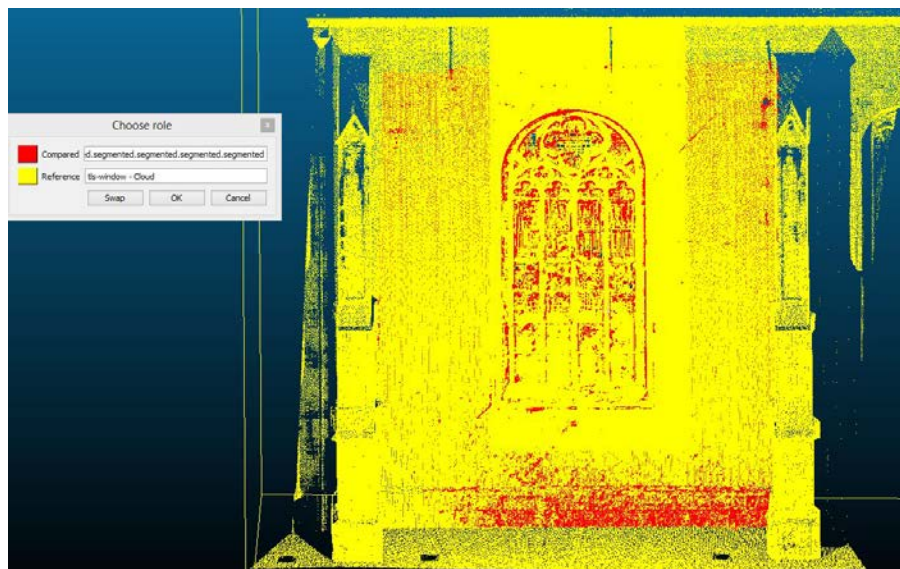 Choose role
x
Compared d.segmented.segmented.segmented.segmented
Reference tls-window - Cloud
Swap OK Cancel